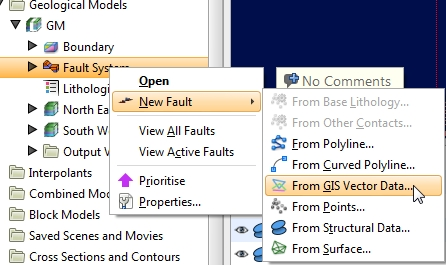 Geological Models
GM
Boundary
Fault System
Lithologi
North Ea
South W
Output V
Interpolants
Combined Mod
Block Models
Saved Scenes and Movies
Cross Sections and Contours
Open
New Fault
View All Faults
View Active Faults
Prioritise
Properties...
No Comments
From Base Lithology...
From Other Contacts...
From Polyline...
From Curved Polyline...
From GIS Vector Data...
From Points...
From Structural Data...
From Surface...